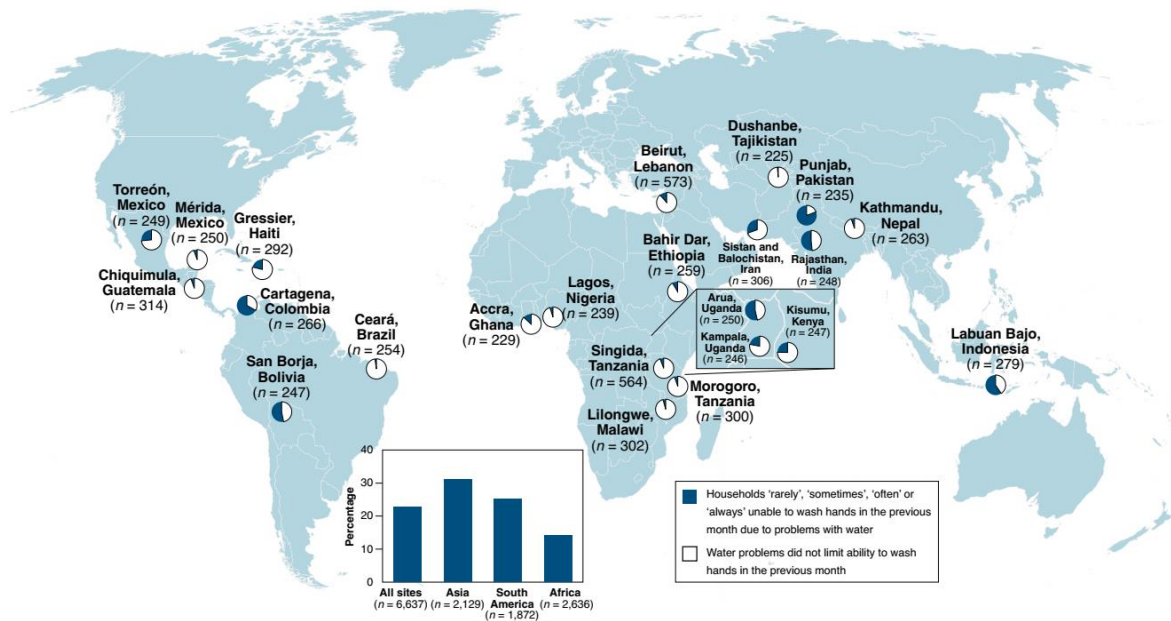 Dushanbe,
Tajikistan
(n = 225)
Beirut,
Lebanon
(n = 573)
Punjab,
Pakistan
(n = 235)
Torreón,
Mexico
(n = 249)
Mérida,
Mexico
(n = 250)
Gressier,
Haiti
(n = 292)
Kathmandu,
Nepal
(n = 263)
Bahir Dar,
Ethiopia
(n = 259)
Sistan and
Balochistan,
Iran
(n = 306)
Rajasthan,
India
(n = 248)
Chiquimula,
Guatemala
(n = 314)
Cartagena,
Colombia
(n = 266)
Lagos,
Nigeria
(n = 239)
Accra,
Ghana
(n = 229)
Arua,
Uganda
(n = 250)
Kisumu,
Kenya
(n = 247)
Kampala,
Uganda
(n = 246)
Ceará,
Brazil
(n = 254)
Labuan Bajo,
Indonesia
(n = 279)
San Borja,
Bolivia
(n = 247)
Singida,
Tanzania
(n = 564)
Morogoro,
Tanzania
(n = 300)
Lilongwe,
Malawi
(n = 302)
40
30
20
10
0
Percentage
All sites
(n = 6,637)
Asia
(n = 2,129)
South
America
(n = 1,872)
Africa
(n = 2,636)
Households ‘rarely’, ‘sometimes’, ‘often’ or
‘always’ unable to wash hands in the previous
month due to problems with water
Water problems did not limit ability to wash
hands in the previous month